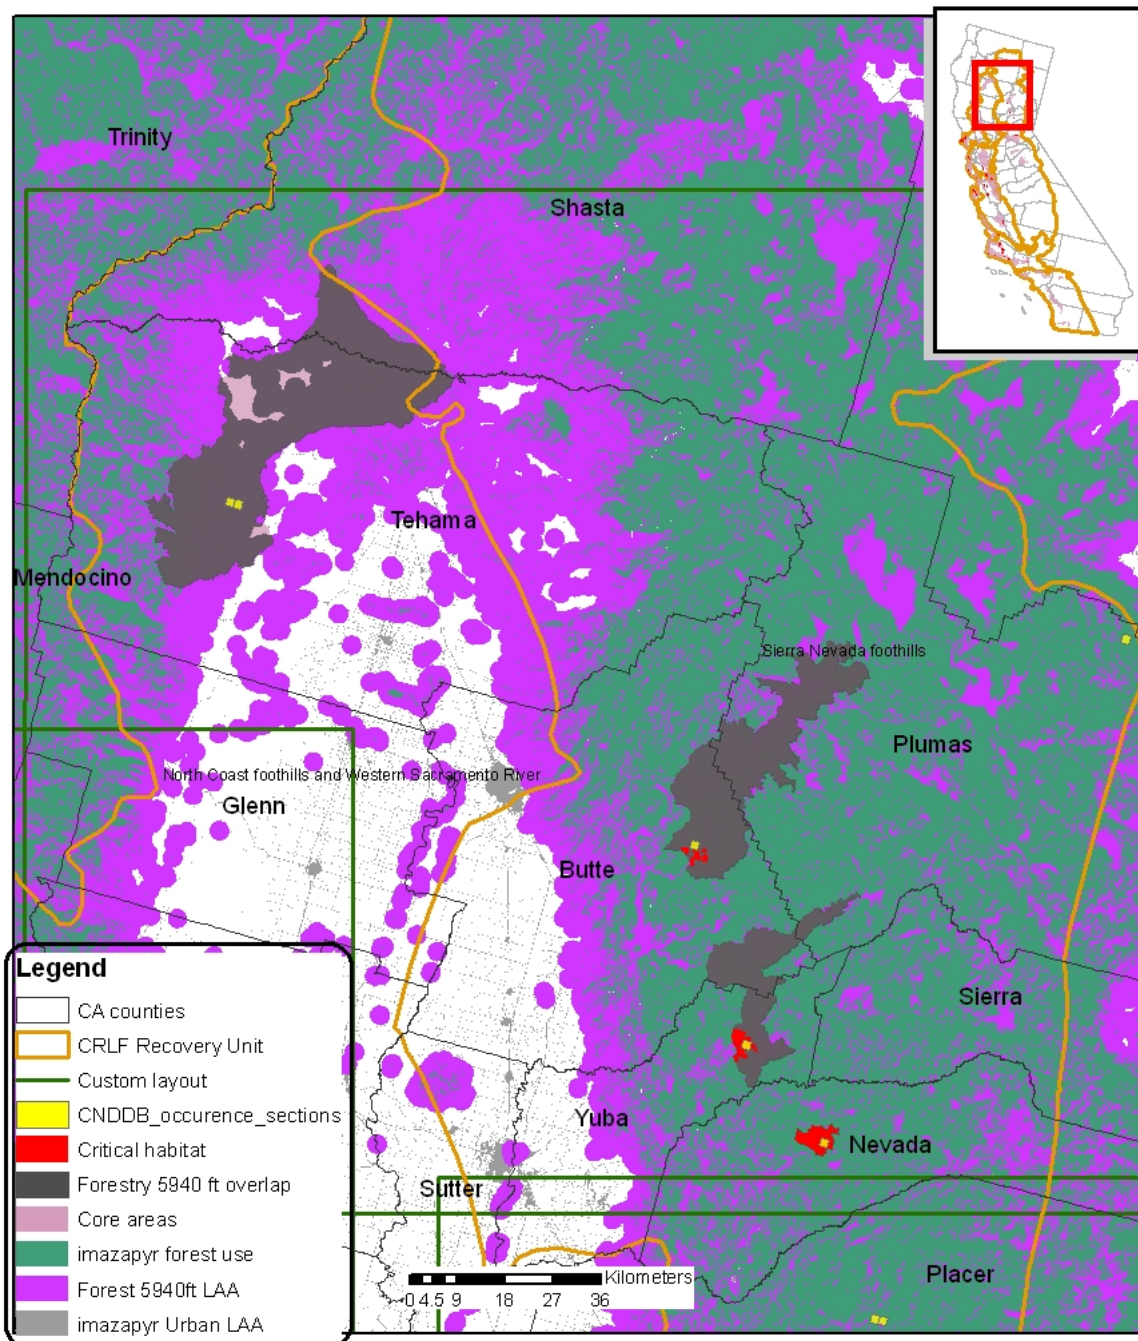 Trinity
Shasta
Tehama
Mendocino
Sierra Nevada foothills
Plumas
North Coast foothills and Western Sacramento River
Glenn
Butte
Sierra
Yuba
Nevada
Sutter
Placer
Legend
CA counties
CRLF Recovery Unit
Custom layout
CNDDB_occurence_sections
Critical habitat
Forestry 5940 ft overlap
Core areas
imazapyr forest use
Forest 5940ft LAA
imazapyr Urban LAA
Kilometers
0 4.5 9 18 27 36